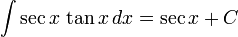 ∫ sec x tan x dx = sec x + C